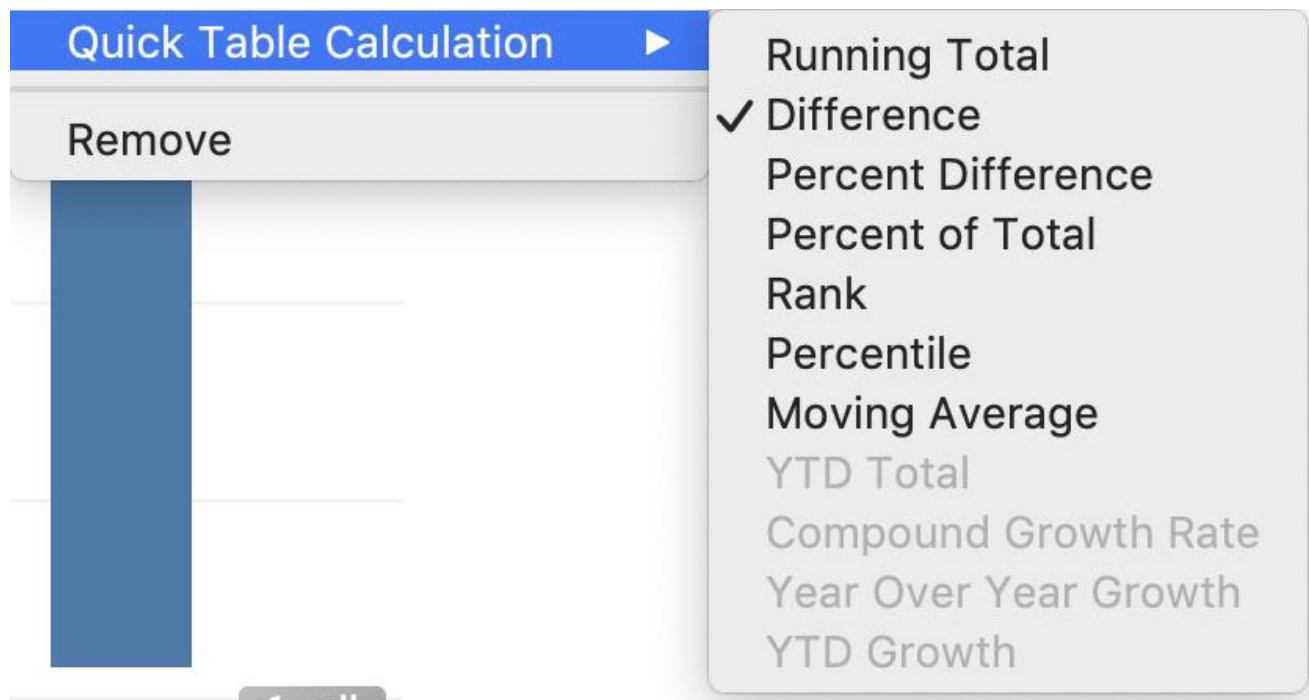 Quick Table Calculation
Remove
Running Total
Difference
Percent Difference
Percent of Total
Rank
Percentile
Moving Average
YTD Total
Compound Growth Rate
Year Over Year Growth
YTD Growth